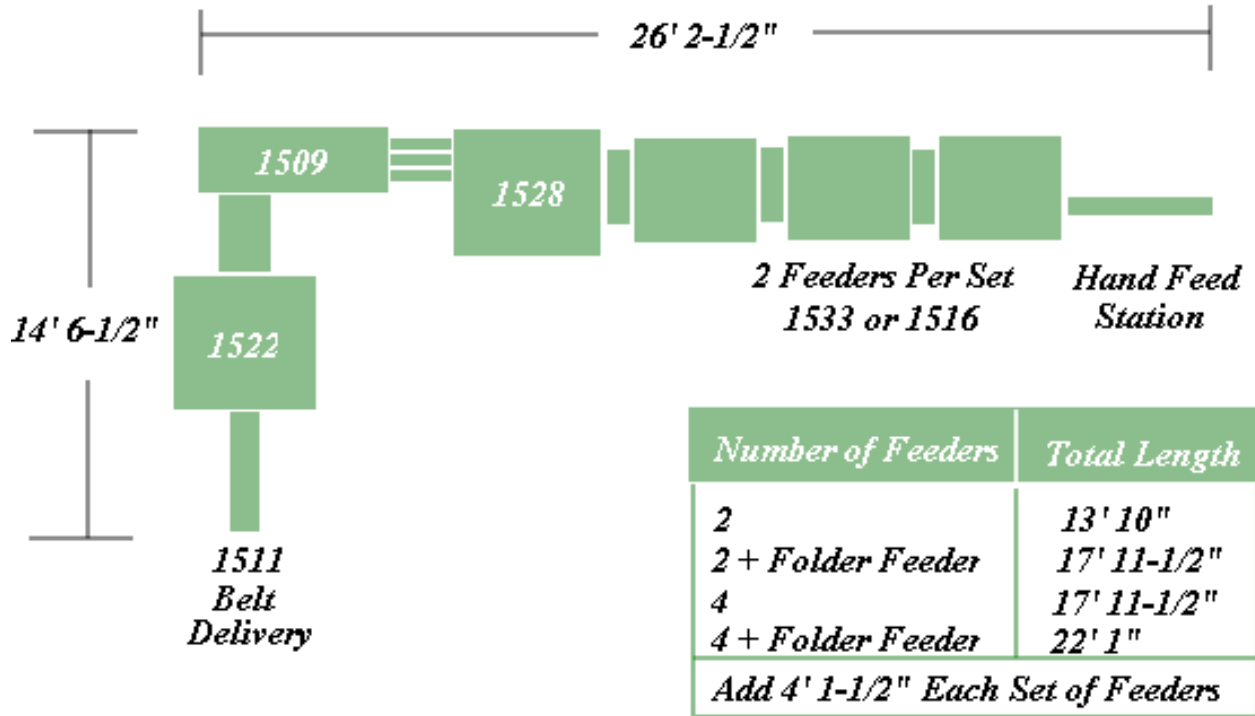 26' 2-1/2"
1509
1528
2 Feeders Per Set
1533 or 1516
Hand Feed
Station
14' 6-1/2"
1522
1511
Belt
Delivery
Number of Feeders Total Length
2 13' 10"
2 + Folder Feeder 17' 11-1/2"
4 17' 11-1/2"
4 + Folder Feeder 22' 1"
Add 4' 1-1/2" Each Set of Feeders